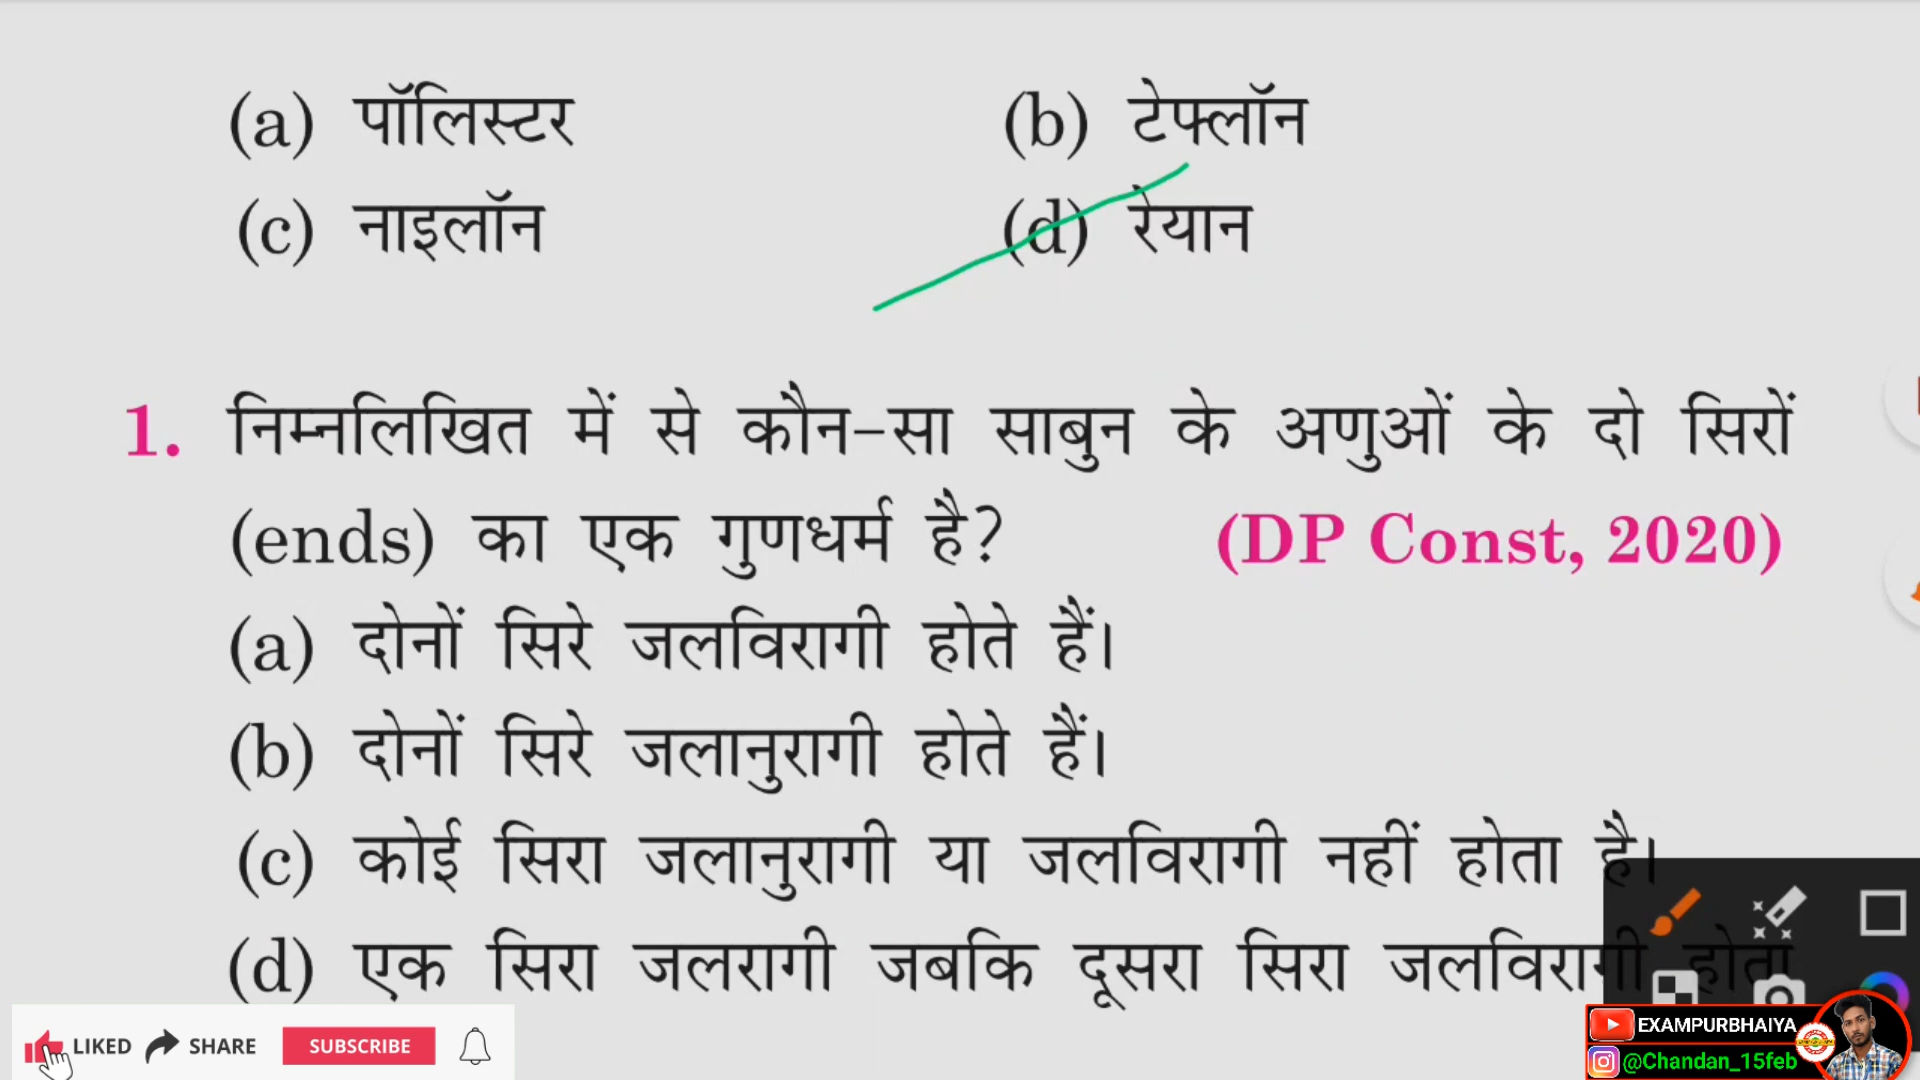 (a) पॉलिस्टर (b) टेफ्लॉन
(c) नाइलॉन (d) रेयान
1. निम्नलिखित में से कौन-सा साबुन के अणुओं के दो सिरों
(ends) का एक गुणधर्म है? (DP Const, 2020)
(a) दोनों सिरे जलविरागी होते हैं।
(b) दोनों सिरे जलानुरागी होते हैं।
(c) कोई सिरा जलानुरागी या जलविरागी नहीं होता है।
(d) एक सिरा जलरागी जबकि दूसरा सिरा जलविरागी होता
LIKED SHARE SUBSCRIBE
EXAMPURBHAIYA
@Chandan_15feb